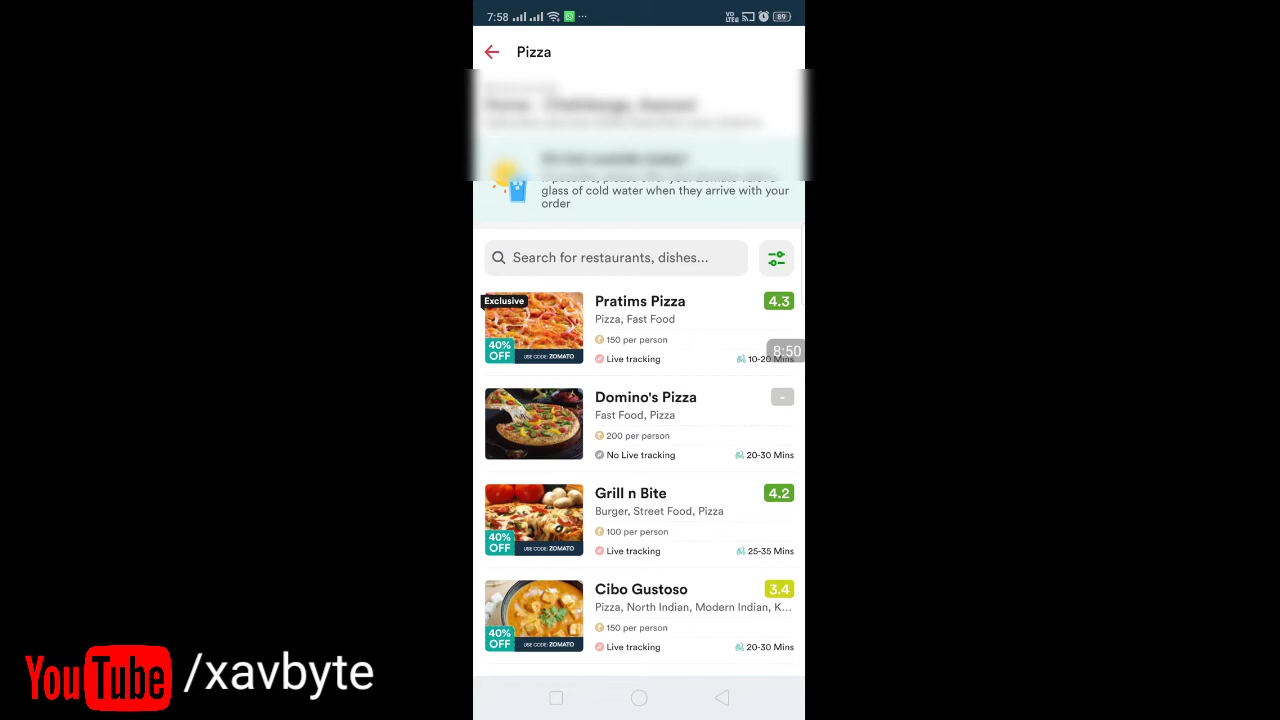 7:58
VO LTE 89
Pizza
glass of cold water when they arrive with your
order
Search for restaurants, dishes...
Exclusive
40% OFF
USE CODE: ZOMATO
Pratims Pizza
4.3
Pizza, Fast Food
150 per person
8:50
Live tracking
10-20 Mins
Domino's Pizza
-
Fast Food, Pizza
200 per person
No Live tracking
20-30 Mins
40% OFF
USE CODE: ZOMATO
Grill n Bite
4.2
Burger, Street Food, Pizza
100 per person
Live tracking
25-35 Mins
40% OFF
USE CODE: ZOMATO
Cibo Gustoso
3.4
Pizza, North Indian, Modern Indian, K...
150 per person
Live tracking
20-30 Mins
YouTube /xavbyte